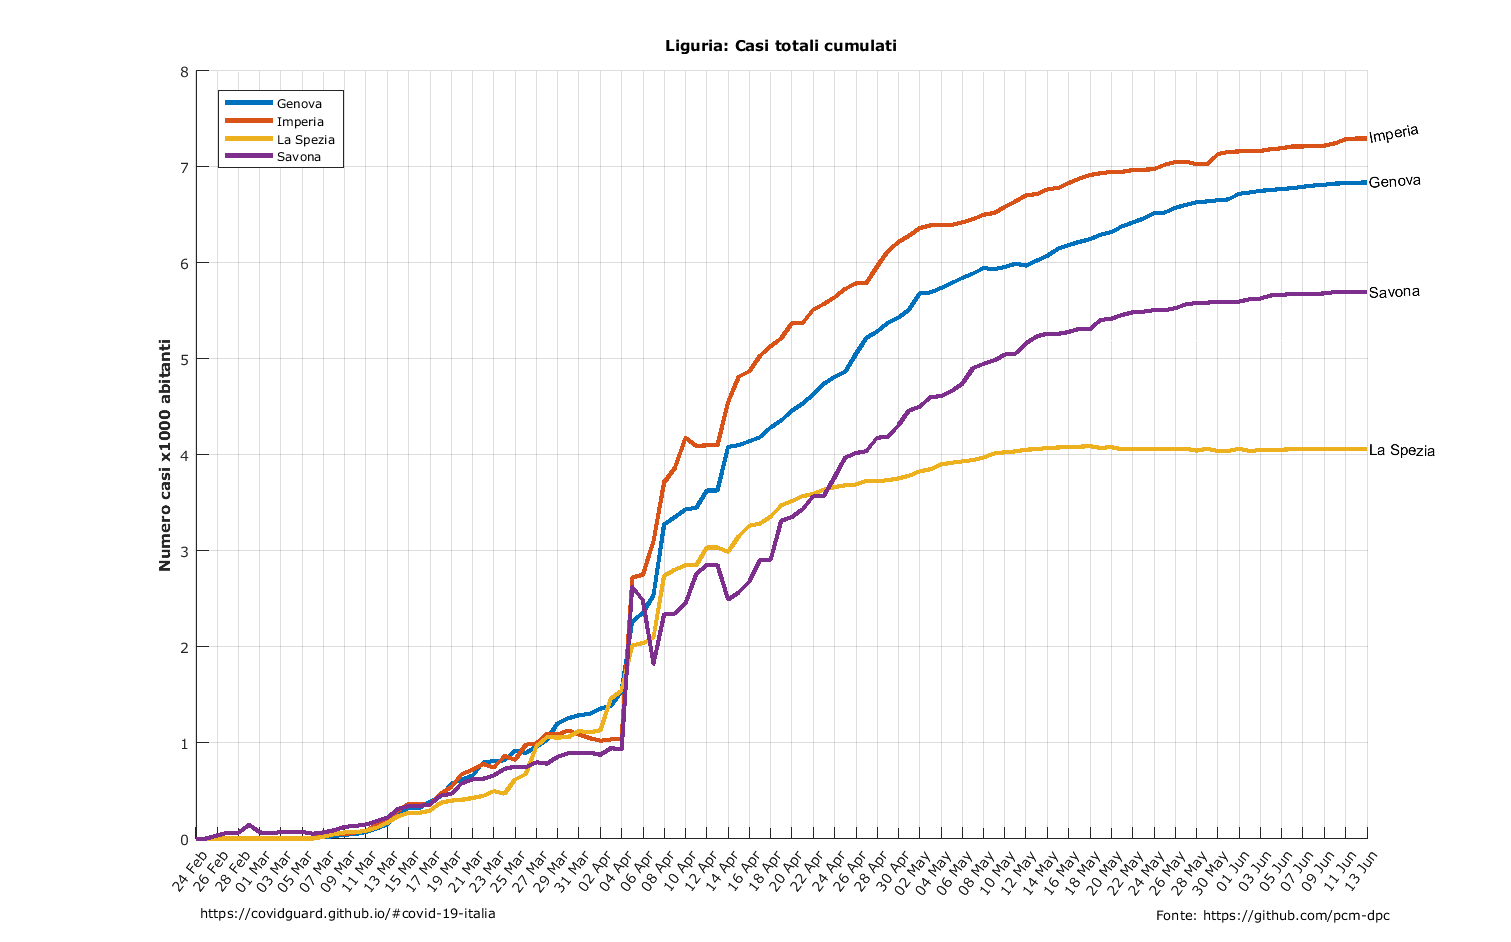 Liguria: Casi totali cumulati
Numero casi x1000 abitanti
8
7
6
5
4
3
2
1
0
Genova
Imperia
La Spezia
Savona
Imperia
Genova
Savona
La Spezia
24 Feb
26 Feb
28 Feb
01 Mar
03 Mar
05 Mar
07 Mar
09 Mar
11 Mar
13 Mar
15 Mar
17 Mar
19 Mar
21 Mar
23 Mar
25 Mar
27 Mar
29 Mar
31 Mar
02 Apr
04 Apr
06 Apr
08 Apr
10 Apr
12 Apr
14 Apr
16 Apr
18 Apr
20 Apr
22 Apr
24 Apr
26 Apr
28 Apr
30 Apr
02 May
04 May
06 May
08 May
10 May
12 May
14 May
16 May
18 May
20 May
22 May
24 May
26 May
28 May
30 May
01 Jun
03 Jun
05 Jun
07 Jun
09 Jun
11 Jun
13 Jun
https://covidguard.github.io/#covid-19-italia
Fonte: https://github.com/pcm-dpc